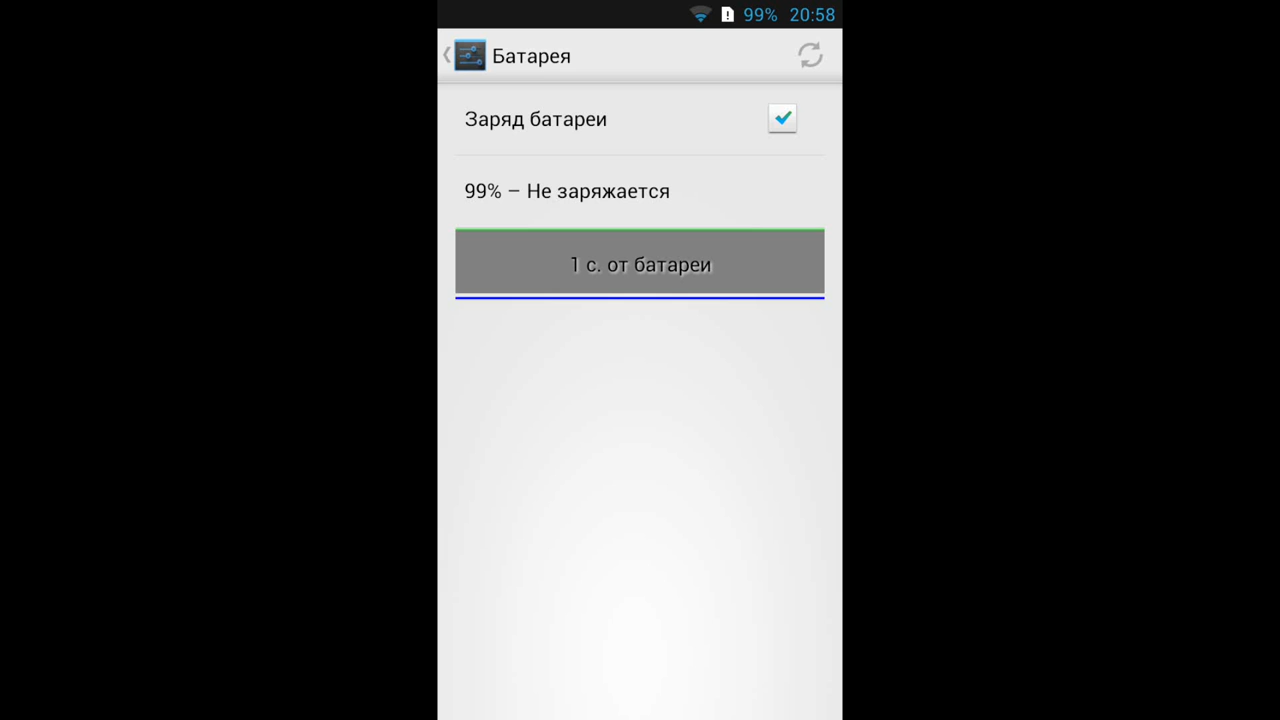 99% 20:58
Батарея
Заряд батареи
99% – Не заряжается
1 с. от батареи